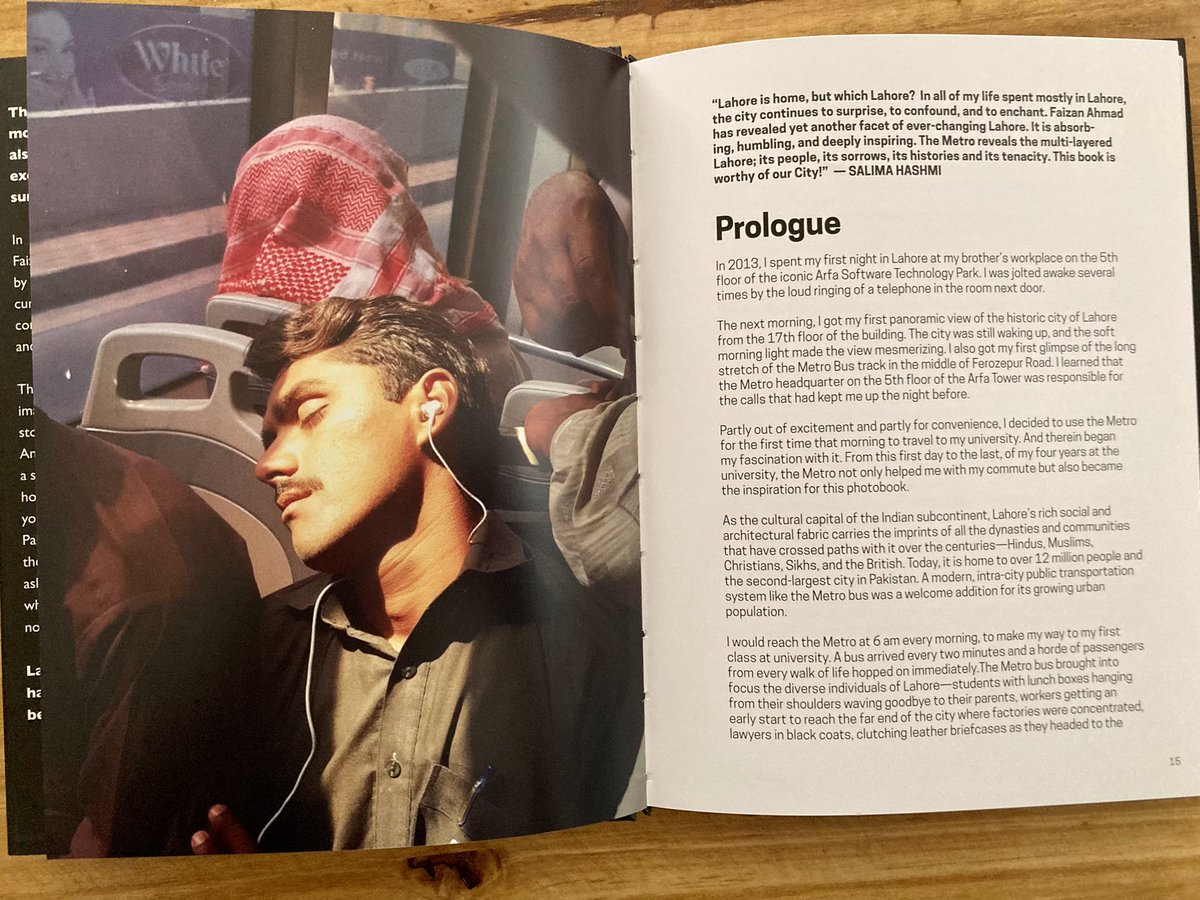 Th
mo
als
exc
sur
In
Fai
by
cur
cor
and
Th
ima
sto
An
a s
ho
yo
Pa
the
ask
wh
no
La
ha
be
White
“Lahore is home, but which Lahore? In all of my life spent mostly in Lahore,
the city continues to surprise, to confound, and to enchant. Faizan Ahmad
has revealed yet another facet of ever-changing Lahore. It is absorb-
ing, humbling, and deeply inspiring. The Metro reveals the multi-layered
Lahore; its people, its sorrows, its histories and its tenacity. This book is
worthy of our City!” — SALIMA HASHMI
Prologue
In 2013, I spent my first night in Lahore at my brother's workplace on the 5th
floor of the iconic Arfa Software Technology Park. I was jolted awake several
times by the loud ringing of a telephone in the room next door.
The next morning, I got my first panoramic view of the historic city of Lahore
from the 17th floor of the building. The city was still waking up, and the soft
morning light made the view mesmerizing. I also got my first glimpse of the long
stretch of the Metro Bus track in the middle of Ferozepur Road. I learned that
the Metro headquarter on the 5th floor of the Arfa Tower was responsible for
the calls that had kept me up the night before.
Partly out of excitement and partly for convenience, I decided to use the Metro
for the first time that morning to travel to my university. And therein began
my fascination with it. From this first day to the last, of my four years at the
university, the Metro not only helped me with my commute but also became
the inspiration for this photobook.
As the cultural capital of the Indian subcontinent, Lahore's rich social and
architectural fabric carries the imprints of all the dynasties and communities
that have crossed paths with it over the centuries—Hindus, Muslims,
Christians, Sikhs, and the British. Today, it is home to over 12 million people and
the second-largest city in Pakistan. A modern, intra-city public transportation
system like the Metro bus was a welcome addition for its growing urban
population.
I would reach the Metro at 6 am every morning, to make my way to my first
class at university. A bus arrived every two minutes and a horde of passengers
from every walk of life hopped on immediately.The Metro bus brought into
focus the diverse individuals of Lahore—students with lunch boxes hanging
from their shoulders waving goodbye to their parents, workers getting an
early start to reach the far end of the city where factories were concentrated,
lawyers in black coats, clutching leather briefcases as they headed to the
15